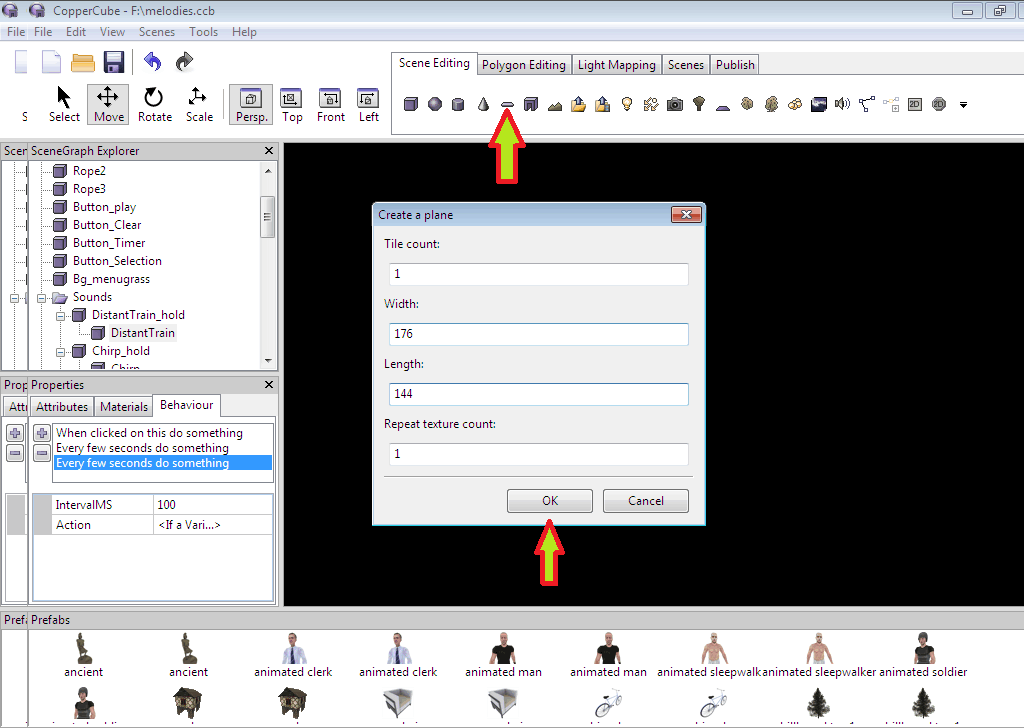 CopperCube - F:\melodies.ccb
File File Edit View Scenes Tools Help
Scene Editing Polygon Editing Light Mapping Scenes Publish
S Select Move Rotate Scale Persp. Top Front Left
2D 2D
Scen SceneGraph Explorer
Rope2
Rope3
Button_play
Button_Clear
Button_Timer
Button_Selection
Bg_menugrass
Sounds
DistantTrain_hold
DistantTrain
Chirp_hold
Chirp
Create a plane
Tile count:
1
Width:
176
Length:
144
Repeat texture count:
1
OK Cancel
Prop Properties
Attri Attributes Materials Behaviour
When clicked on this do something
Every few seconds do something
Every few seconds do something
IntervalMS 100
Action <If a Vari...>
Prefa Prefabs
ancient ancient animated clerk animated clerk animated man animated man animated sleepwalk animated sleepwalker animated soldier